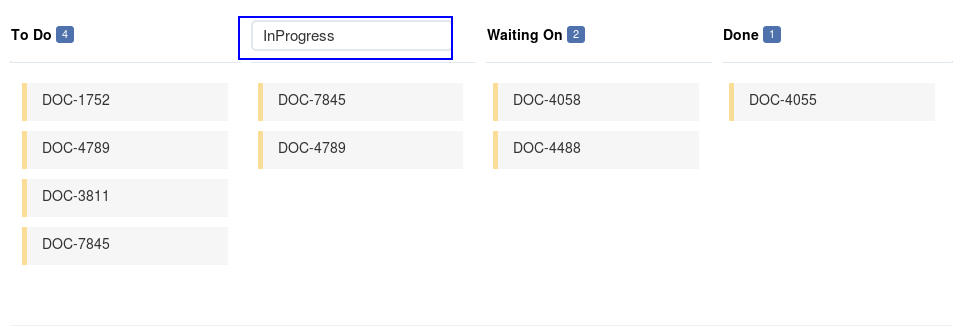 To Do 4
InProgress
Waiting On 2
Done 1
DOC-1752
DOC-4789
DOC-3811
DOC-7845
DOC-7845
DOC-4789
DOC-4058
DOC-4488
DOC-4055